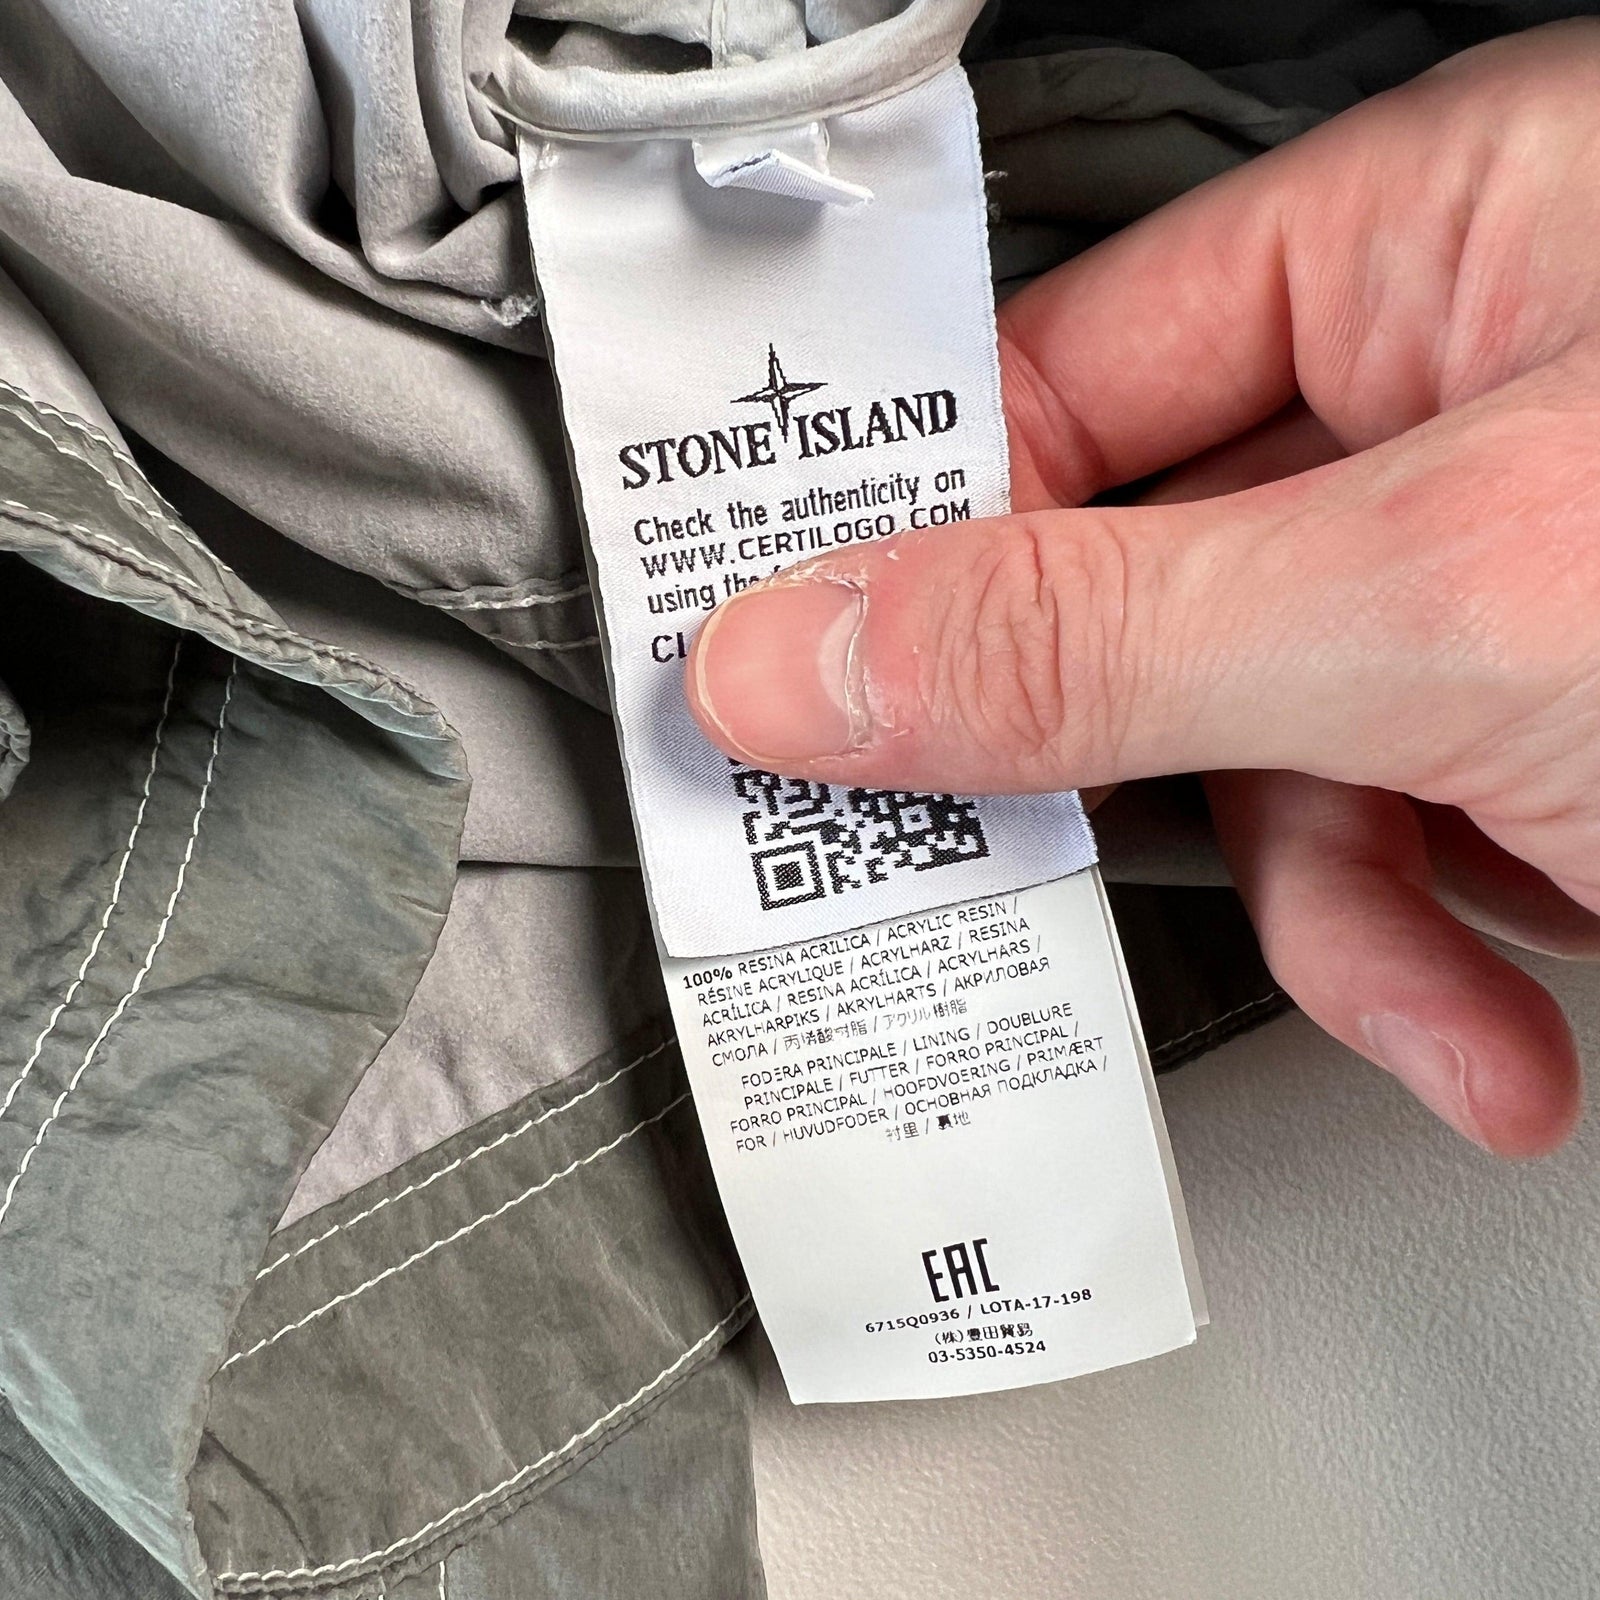 STONE ISLAND
Check the authenticity on
WWW.CERTILOGO.COM
using the
100% RESINA ACRILICA / ACRYLIC RESIN /
RÉSINE ACRYLIQUE / ACRYLHARZ / RESINA
ACRÍLICA / RESINA ACRÍLICA / ACRYLHARS /
AKRYLHARPIKS / AKRYLHARTS / АКРИЛОВАЯ
СМОЛА / 丙烯酸树脂 / アクリル樹脂
FODERA PRINCIPALE / LINING / DOUBLURE
PRINCIPALE / FUTTER / FORRO PRINCIPAL /
FORRO PRINCIPAL / HOOFDVOERING / PRIMÆRT
FOR / HUVUDFODER / ОСНОВНАЯ ПОДКЛАДКА /
衬里 / 裏地
EAC
6715Q0936 / LOTA-17-198
(株)豊田貿易
03-5350-4524